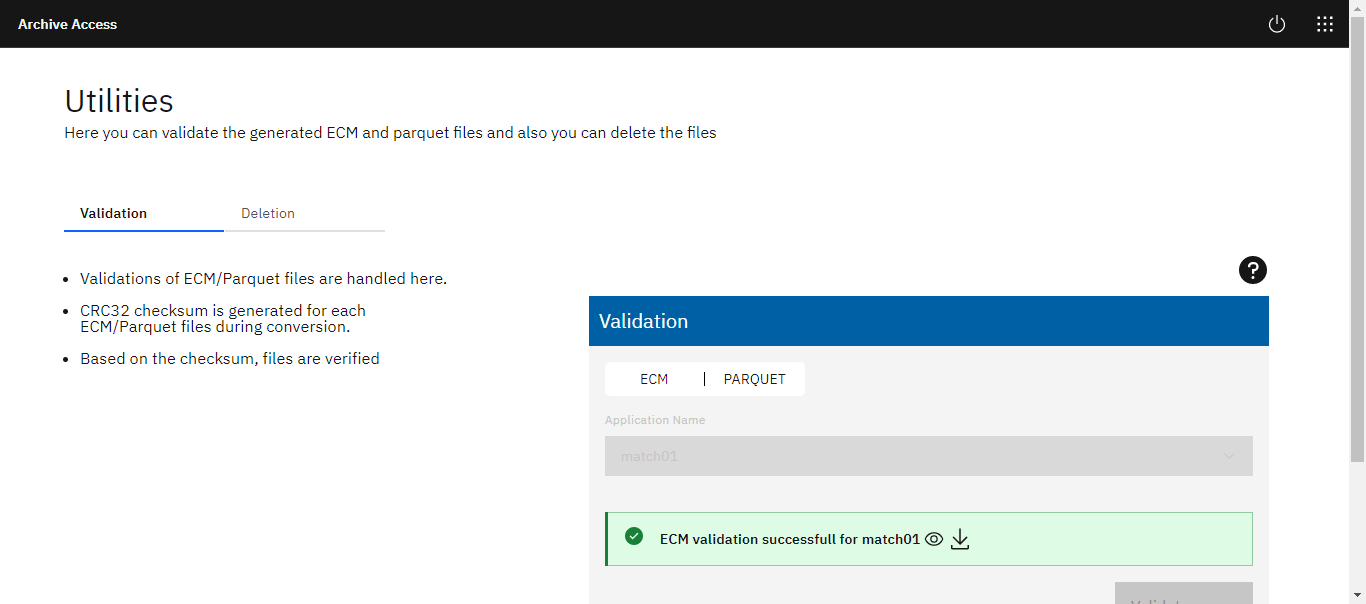 Archive Access
Utilities
Here you can validate the generated ECM and parquet files and also you can delete the files
Validation
Deletion
Validations of ECM/Parquet files are handled here.
CRC32 checksum is generated for each
ECM/Parquet files during conversion.
Based on the checksum, files are verified
?
Validation
ECM | PARQUET
Application Name
match01
ECM validation successfull for match01